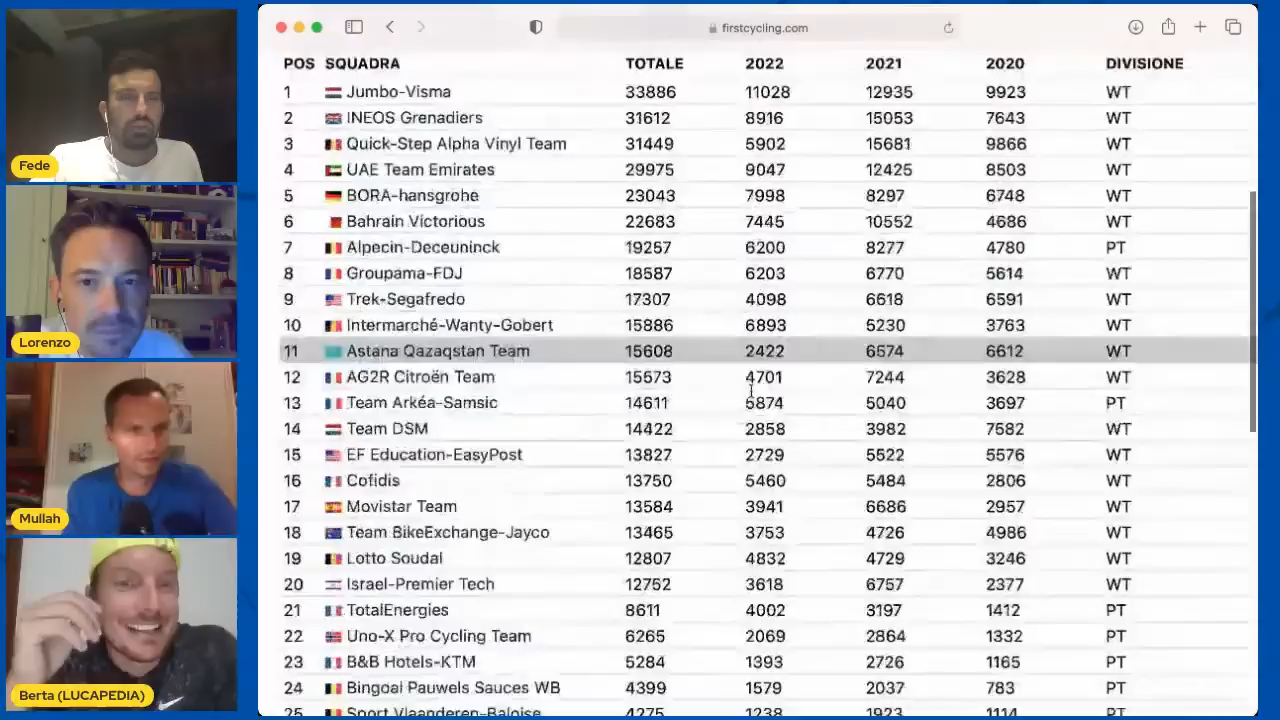 Fede
Lorenzo
Mullah
Berta (LUCAPEDIA)
firstcycling.com
POS SQUADRA TOTALE 2022 2021 2020 DIVISIONE
1 Jumbo-Visma 33886 11028 12935 9923 WT
2 INEOS Grenadiers 31612 8916 15053 7643 WT
3 Quick-Step Alpha Vinyl Team 31449 5902 15681 9866 WT
4 UAE Team Emirates 29975 9047 12425 8503 WT
5 BORA-hansgrohe 23043 7998 8297 6748 WT
6 Bahrain Victorious 22683 7445 10552 4686 WT
7 Alpecin-Deceuninck 19257 6200 8277 4780 PT
8 Groupama-FDJ 18587 6203 6770 5614 WT
9 Trek-Segafredo 17307 4098 6618 6591 WT
10 Intermarché-Wanty-Gobert 15886 6893 5230 3763 WT
11 Astana Qazaqstan Team 15608 2422 6574 6612 WT
12 AG2R Citroën Team 15573 4701 7244 3628 WT
13 Team Arkéa-Samsic 14611 5874 5040 3697 PT
14 Team DSM 14422 2858 3982 7582 WT
15 EF Education-EasyPost 13827 2729 5522 5576 WT
16 Cofidis 13750 5460 5484 2806 WT
17 Movistar Team 13584 3941 6686 2957 WT
18 Team BikeExchange-Jayco 13465 3753 4726 4986 WT
19 Lotto Soudal 12807 4832 4729 3246 WT
20 Israel-Premier Tech 12752 3618 6757 2377 WT
21 TotalEnergies 8611 4002 3197 1412 PT
22 Uno-X Pro Cycling Team 6265 2069 2864 1332 PT
23 B&B Hotels-KTM 5284 1393 2726 1165 PT
24 Bingoal Pauwels Sauces WB 4399 1579 2037 783 PT
25 Sport Vlaanderen-Baloise 4275 1238 1923 1114 PT